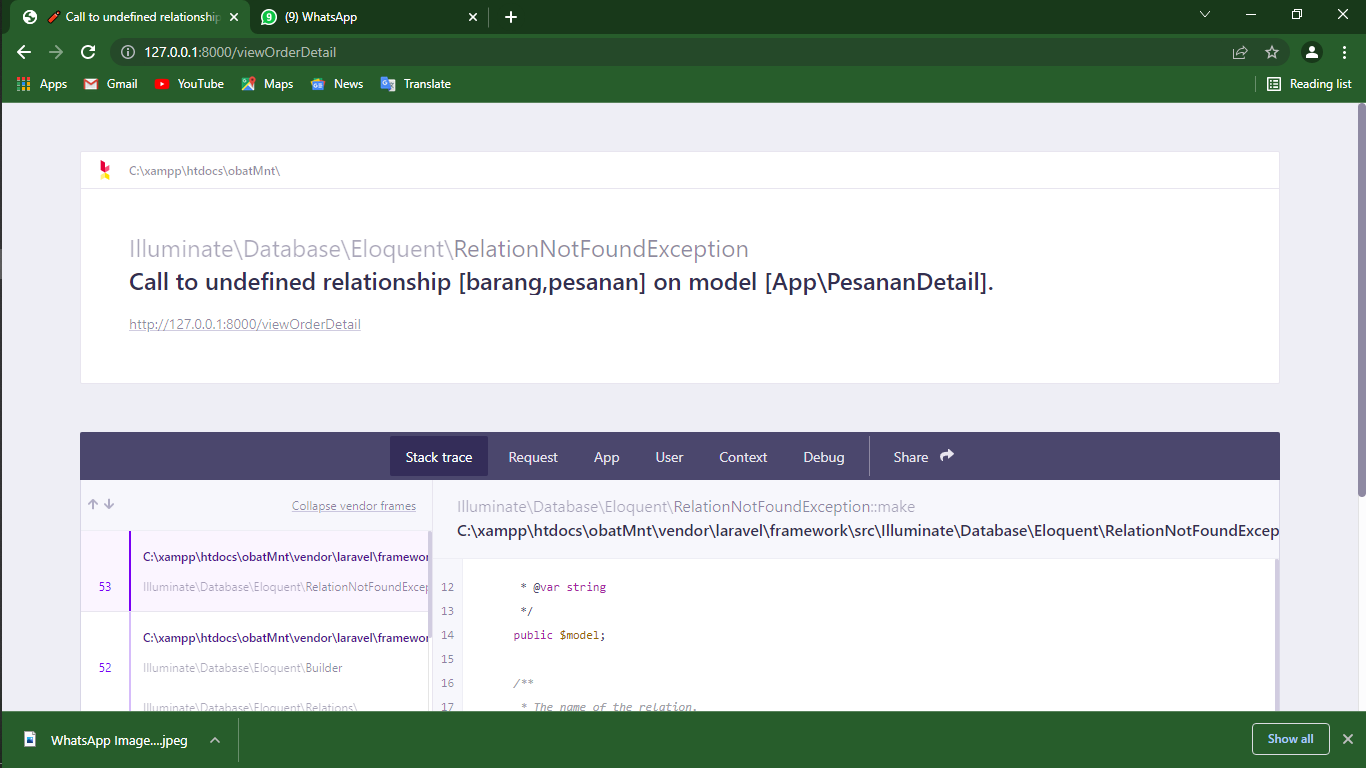 Call to undefined relationship
(9) WhatsApp
127.0.0.1:8000/viewOrderDetail
Apps
Gmail
YouTube
Maps
News
Translate
Reading list
C:\xampp\htdocs\obatMnt\
Illuminate\Database\Eloquent\RelationNotFoundException
Call to undefined relationship [barang,pesanan] on model [App\PesananDetail].
http://127.0.0.1:8000/viewOrderDetail
Stack trace
Request
App
User
Context
Debug
Share
Collapse vendor frames
C:\xampp\htdocs\obatMnt\vendor\laravel\framewor
53
Illuminate\Database\Eloquent\RelationNotFoundExcep
C:\xampp\htdocs\obatMnt\vendor\laravel\framewor
52
Illuminate\Database\Eloquent\Builder
Illuminate\Database\Eloquent\Relations\
Illuminate\Database\Eloquent\RelationNotFoundException::make
C:\xampp\htdocs\obatMnt\vendor\laravel\framework\src\Illuminate\Database\Eloquent\RelationNotFoundExcep
12 * @var string
13 */
14 public $model;
15
16 /**
17 * The name of the relation.
WhatsApp Image....jpeg
Show all